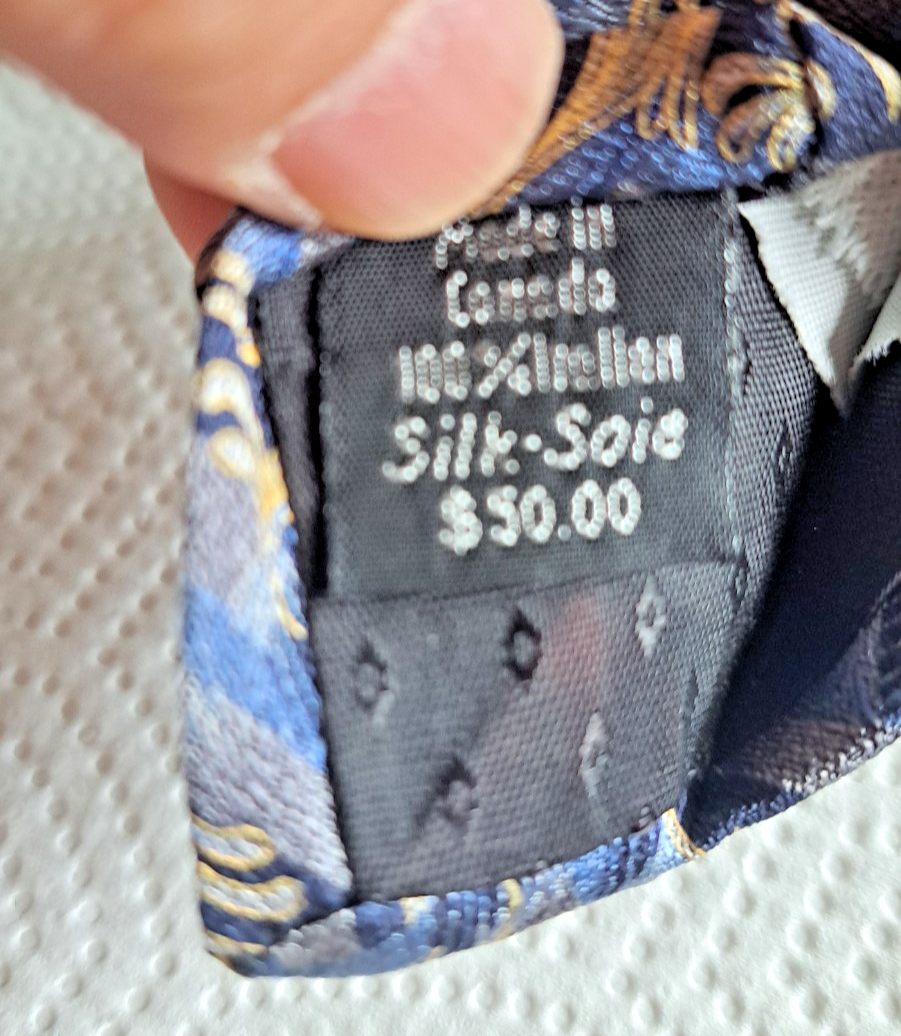 Made in
Canada
100% Italian
Silk-Soie
$50.00